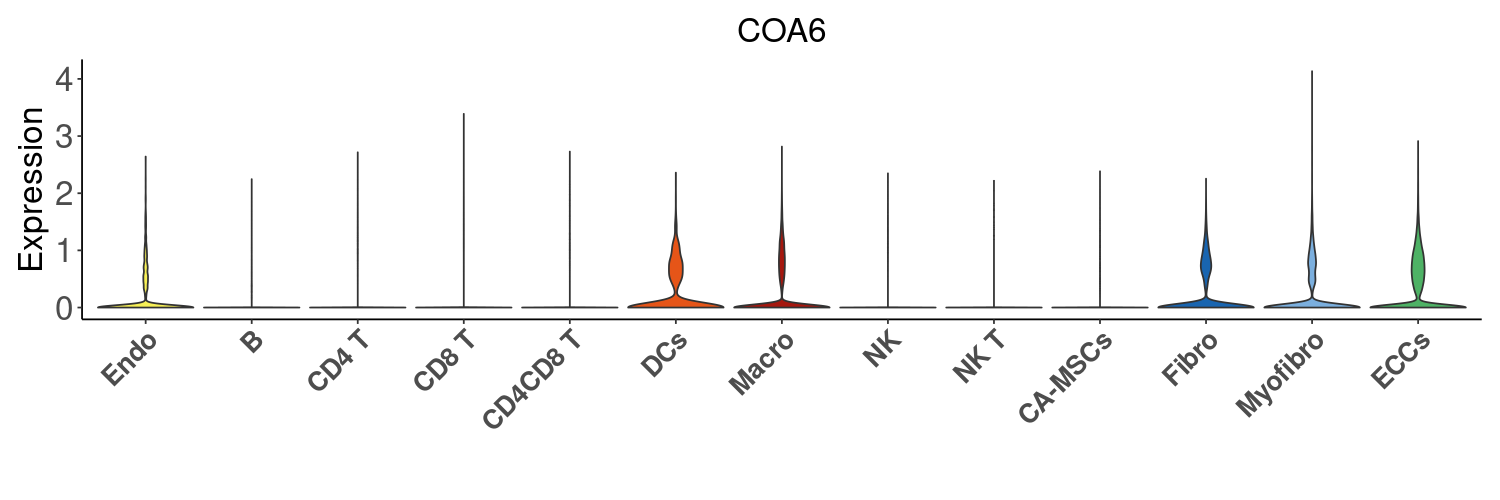 COA6
Expression
4
3
2
1
0
Endo
B
CD4 T
CD8 T
CD4CD8 T
DCs
Macro
NK
NK T
CA-MSCs
Fibro
Myofibro
ECCs